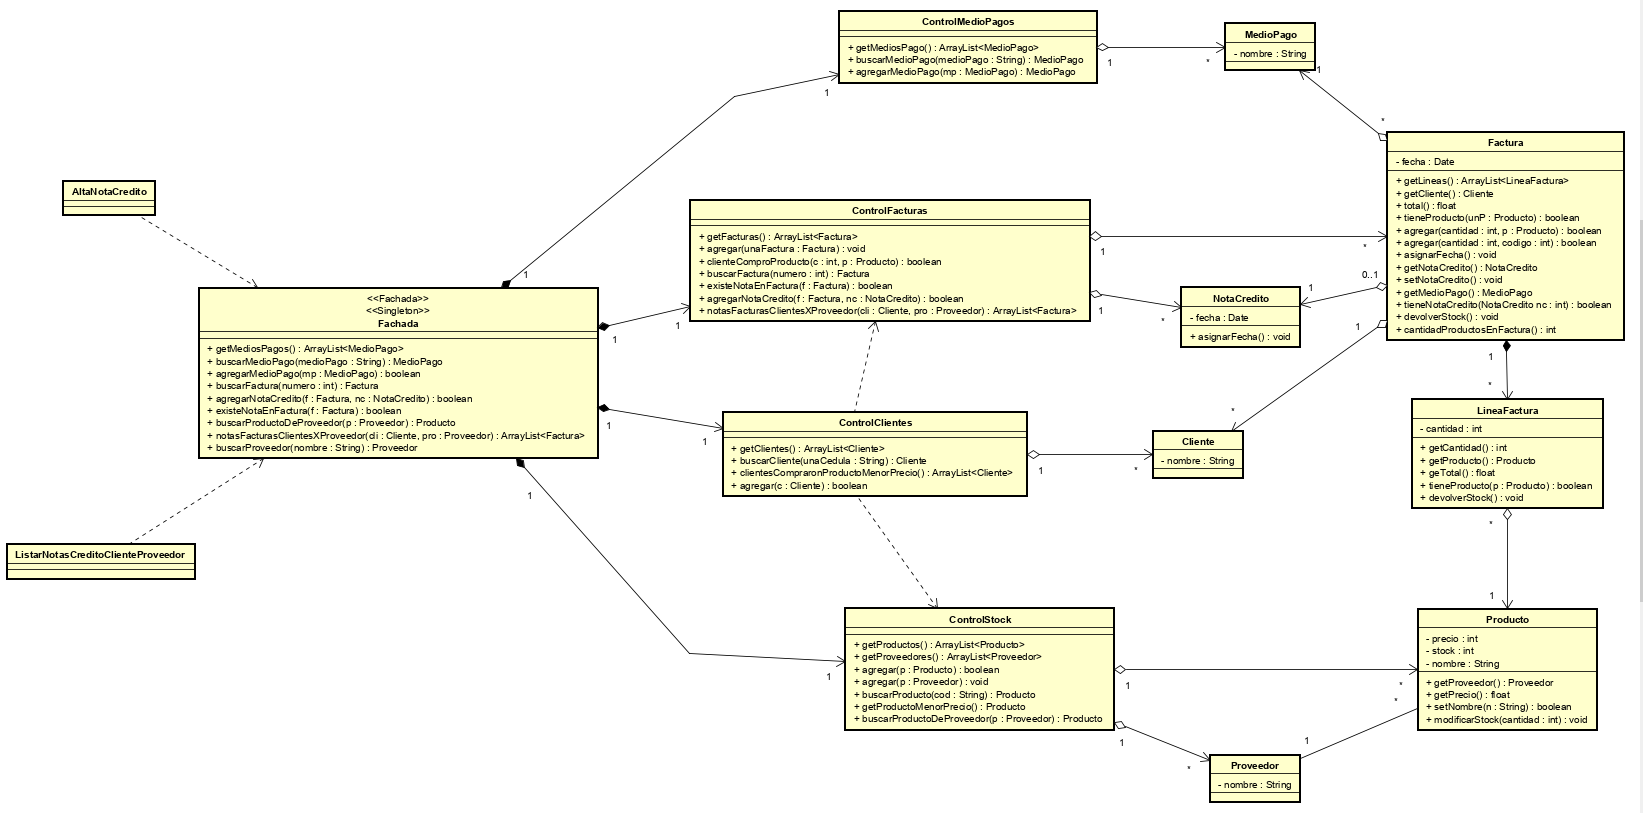 ControlMedioPagos
+ getMediosPago() : ArrayList<MedioPago>
+ buscarMedioPago(medioPago : String) : MedioPago
+ agregarMedioPago(mp : MedioPago) : MedioPago
1
*
1
MedioPago
- nombre : String
1
*
Factura
- fecha : Date
+ getLineas() : ArrayList<LineaFactura>
+ getCliente() : Cliente
+ total() : float
+ tieneProducto(unP : Producto) : boolean
+ agregar(cantidad : int, p : Producto) : boolean
+ agregar(cantidad : int, codigo : int) : boolean
+ asignarFecha() : void
+ getNotaCredito() : NotaCredito
+ setNotaCredito() : void
+ getMedioPago() : MedioPago
+ tieneNotaCredito(NotaCredito nc : int) : boolean
+ devolverStock() : void
+ cantidadProductosEnFactura() : int
AltaNotaCredito
ControlFacturas
+ getFacturas() : ArrayList<Factura>
+ agregar(unaFactura : Factura) : void
+ clienteComproProducto(c : int, p : Producto) : boolean
+ buscarFactura(numero : int) : Factura
+ existeNotaEnFactura(f : Factura) : boolean
+ agregarNotaCredito(f : Factura, nc : NotaCredito) : boolean
+ notasFacturasClientesXProveedor(cli : Cliente, pro : Proveedor) : ArrayList<Factura>
1
*
1
*
1
0..1
1
*
NotaCredito
- fecha : Date
+ asignarFecha() : void
<<Fachada>>
<<Singleton>>
Fachada
+ getMediosPagos() : ArrayList<MedioPago>
+ buscarMedioPago(medioPago : String) : MedioPago
+ agregarMedioPago(mp : MedioPago) : boolean
+ buscarFactura(numero : int) : Factura
+ agregarNotaCredito(f : Factura, nc : NotaCredito) : boolean
+ existeNotaEnFactura(f : Factura) : boolean
+ buscarProductoDeProveedor(p : Proveedor) : Producto
+ notasFacturasClientesXProveedor(cli : Cliente, pro : Proveedor) : ArrayList<Factura>
+ buscarProveedor(nombre : String) : Proveedor
1
1
1
1
1
1
1
ControlClientes
+ getClientes() : ArrayList<Cliente>
+ buscarCliente(unaCedula : String) : Cliente
+ clientesCompraronProductoMenorPrecio() : ArrayList<Cliente>
+ agregar(c : Cliente) : boolean
1
*
Cliente
- nombre : String
1
*
LineaFactura
- cantidad : int
+ getCantidad() : int
+ getProducto() : Producto
+ geTotal() : float
+ tieneProducto(p : Producto) : boolean
+ devolverStock() : void
*
1
ListarNotasCreditoClienteProveedor
ControlStock
+ getProductos() : ArrayList<Producto>
+ getProveedores() : ArrayList<Proveedor>
+ agregar(p : Producto) : boolean
+ agregar(p : Proveedor) : void
+ buscarProducto(cod : String) : Producto
+ getProductoMenorPrecio() : Producto
+ buscarProductoDeProveedor(p : Proveedor) : Producto
1
*
1
*
Producto
- precio : int
- stock : int
- nombre : String
+ getProveedor() : Proveedor
+ getPrecio() : float
+ setNombre(n : String) : boolean
+ modificarStock(cantidad : int) : void
*
1
Proveedor
- nombre : String